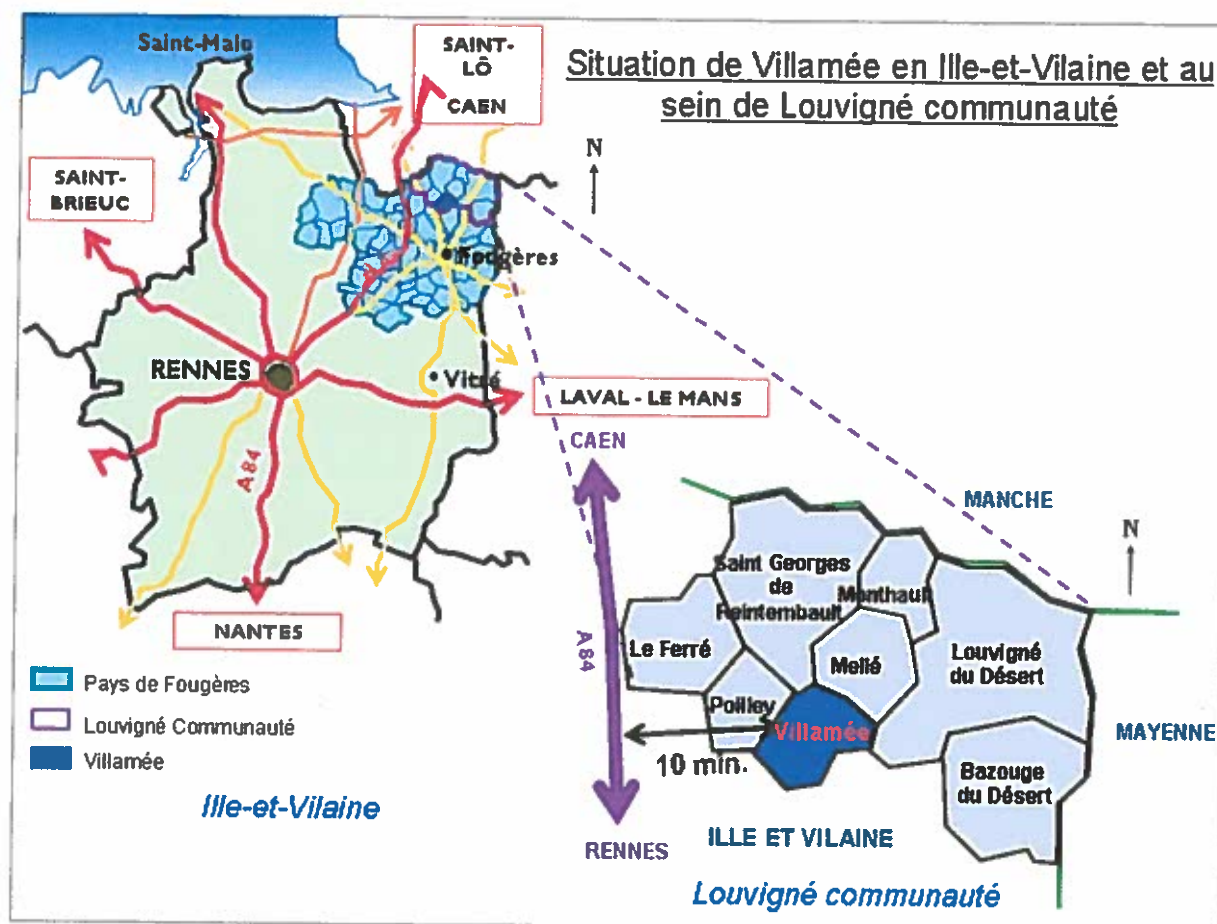 Situation de Villamée en Ille-et-Vilaine et au
sein de Louvigné communauté
Saint-Malo
SAINT-
LÔ
CAEN
N
SAINT-
BRIEUC
Fougères
A84
RENNES
Vitré
LAVAL - LE MANS
A84
NANTES
Pays de Fougères
Louvigné Communauté
Villamée
Ille-et-Vilaine
CAEN
MANCHE
N
Saint Georges
de
Reintembault
Monthault
Le Ferré
Mellé
Louvigné
du Désert
A84
Poilley
Villamée
MAYENNE
10 min.
Bazouge
du Désert
RENNES
ILLE ET VILAINE
Louvigné communauté